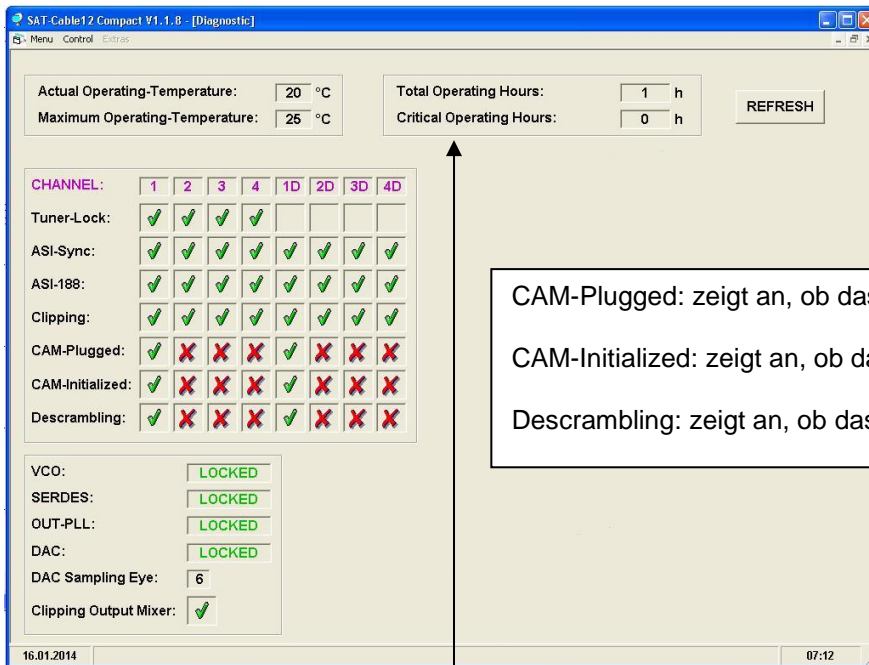 SAT-Cable12 Compact V1.1.8 - [Diagnostic]
Menu Control Extras
Actual Operating-Temperature: 20 °C
Maximum Operating-Temperature: 25 °C
Total Operating Hours: 1 h
Critical Operating Hours: 0 h
REFRESH
CHANNEL: 1 2 3 4 1D 2D 3D 4D
Tuner-Lock:
ASI-Sync:
ASI-188:
Clipping:
CAM-Plugged:
CAM-Initialized:
Descrambling:
CAM-Plugged: zeigt an, ob das
CAM-Initialized: zeigt an, ob da
Descrambling: zeigt an, ob das
VCO: LOCKED
SERDES: LOCKED
OUT-PLL: LOCKED
DAC: LOCKED
DAC Sampling Eye: 6
Clipping Output Mixer:
16.01.2014 07:12